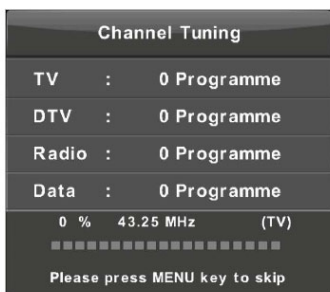 Channel Tuning
TV : 0 Programme
DTV : 0 Programme
Radio : 0 Programme
Data : 0 Programme
0 % 43.25 MHz (TV)
Please press MENU key to skip